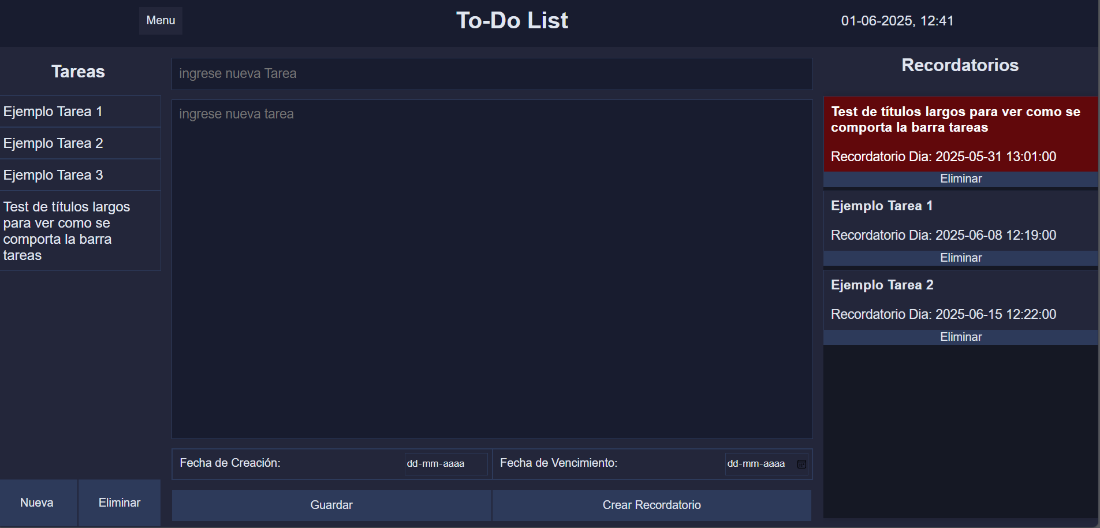 Menu
To-Do List
01-06-2025, 12:41
Tareas
Ejemplo Tarea 1
Ejemplo Tarea 2
Ejemplo Tarea 3
Test de títulos largos
para ver como se
comporta la barra
tareas
Nueva
Eliminar
ingrese nueva Tarea
ingrese nueva tarea
Fecha de Creación:
dd-mm-aaaa
Fecha de Vencimiento:
dd-mm-aaaa
Guardar
Crear Recordatorio
Recordatorios
Test de títulos largos para ver como se
comporta la barra tareas
Recordatorio Dia: 2025-05-31 13:01:00
Eliminar
Ejemplo Tarea 1
Recordatorio Dia: 2025-06-08 12:19:00
Eliminar
Ejemplo Tarea 2
Recordatorio Dia: 2025-06-15 12:22:00
Eliminar